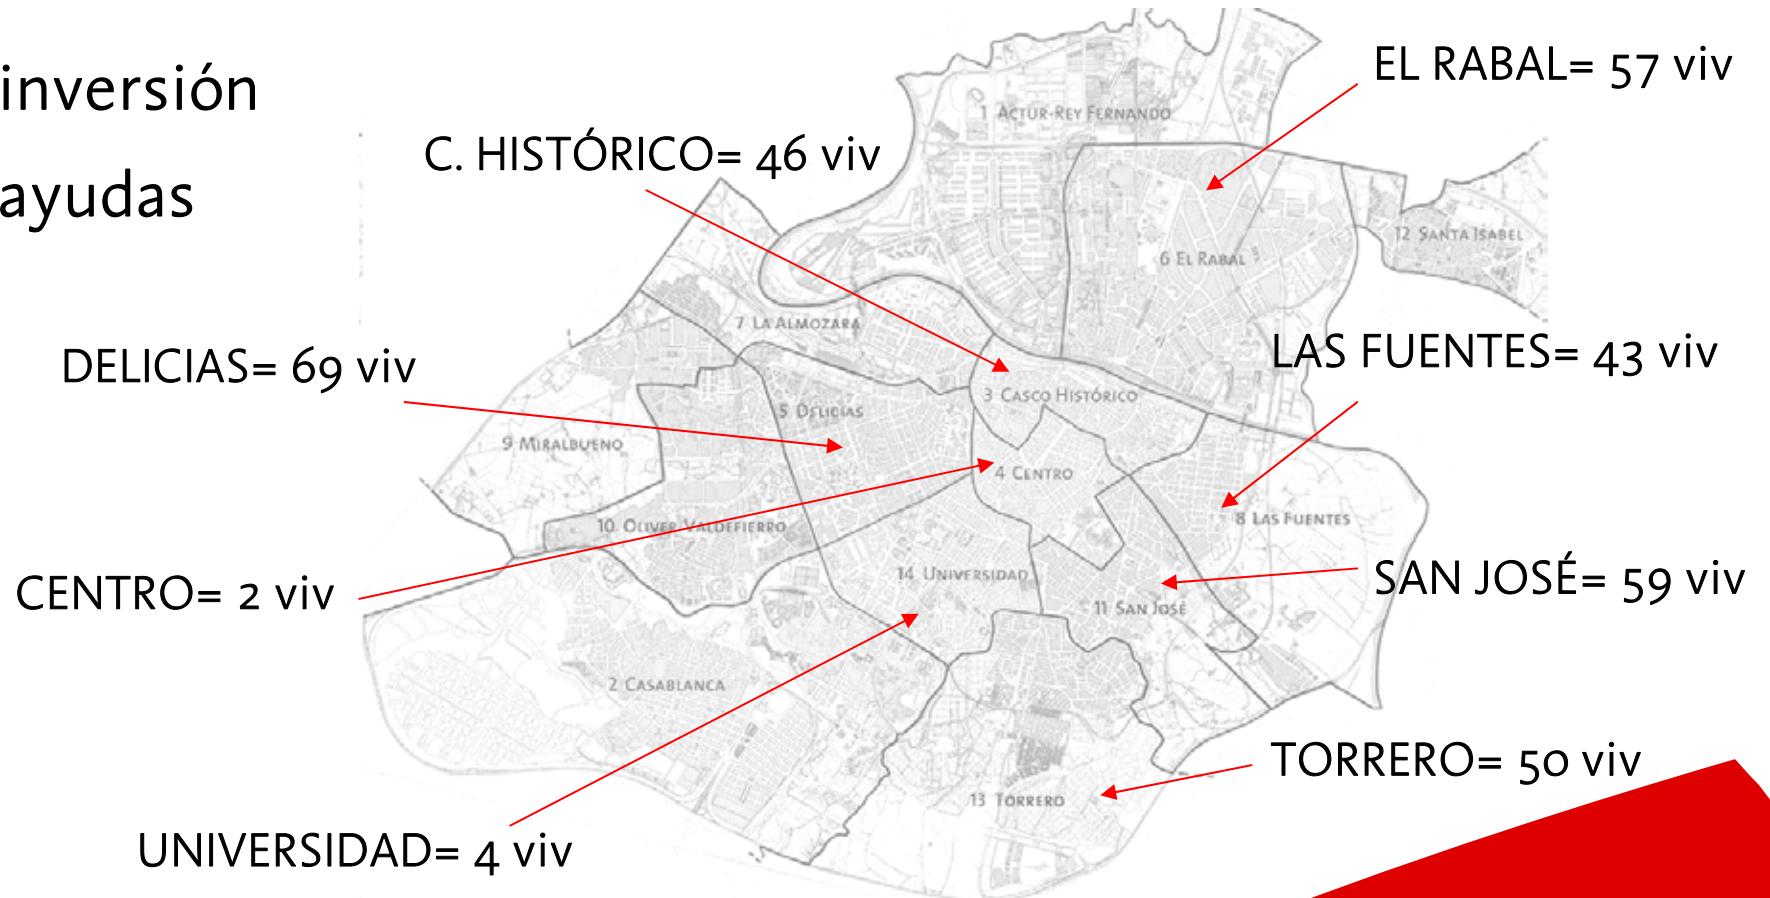 inversión
ayudas
EL RABAL= 57 viv
C. HISTÓRICO= 46 viv
DELICIAS= 69 viv
LAS FUENTES= 43 viv
CENTRO= 2 viv
SAN JOSÉ= 59 viv
TORRERO= 50 viv
UNIVERSIDAD= 4 viv
1 ACTUR-REY FERNANDO
12 SANTA ISABEL
6 EL RABAL
7 LA ALMOZARA
3 CASCO HISTÓRICO
5 DELICIAS
9 MIRALBUENO
4 CENTRO
10 OLIVER-VALDEFIERRO
8 LAS FUENTES
14 UNIVERSIDAD
11 SAN JOSÉ
2 CASABLANCA
13 TORRERO